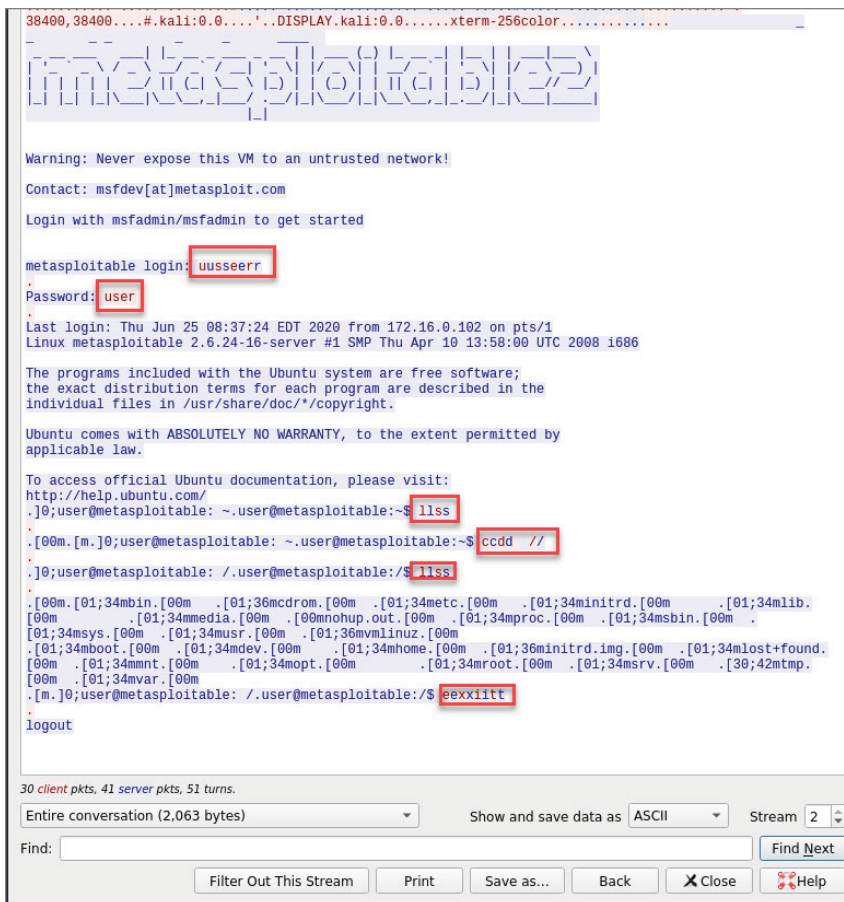 38400,38400....#.kali:0.0....'..DISPLAY.kali:0.0......xterm-256color..............
Warning: Never expose this VM to an untrusted network!
Contact: msfdev[at]metasploit.com
Login with msfadmin/msfadmin to get started
metasploitable login: uusseerr
.
Password: user
.
Last login: Thu Jun 25 08:37:24 EDT 2020 from 172.16.0.102 on pts/1
Linux metasploitable 2.6.24-16-server #1 SMP Thu Apr 10 13:58:00 UTC 2008 i686
The programs included with the Ubuntu system are free software;
the exact distribution terms for each program are described in the
individual files in /usr/share/doc/*/copyright.
Ubuntu comes with ABSOLUTELY NO WARRANTY, to the extent permitted by
applicable law.
To access official Ubuntu documentation, please visit:
http://help.ubuntu.com/
.]0;user@metasploitable: ~.user@metasploitable:~$ llss
.
.[00m.[m.]0;user@metasploitable: ~.user@metasploitable:~$ ccdd  //
.
.]0;user@metasploitable: /.user@metasploitable:/$ llss
.
.[00m.[01;34mbin.[00m   .[01;36mcdrom.[00m  .[01;34metc.[00m   .[01;34minitrd.[00m      .[01;34mlib.
[00m         .[01;34mmedia.[00m  .[00mnohup.out.[00m  .[01;34mproc.[00m  .[01;34msbin.[00m  .
[01;34msys.[00m  .[01;34musr.[00m  .[01;36mvmlinuz.[00m
.[01;34mboot.[00m  .[01;34mdev.[00m    .[01;34mhome.[00m  .[01;36minitrd.img.[00m  .[01;34mlost+found.
[00m  .[01;34mmnt.[00m    .[01;34mopt.[00m        .[01;34mroot.[00m  .[01;34msrv.[00m   .[30;42mtmp.
[00m  .[01;34mvar.[00m
.[m.]0;user@metasploitable: /.user@metasploitable:/$ eexxiitt
.
logout
30 client pkts, 41 server pkts, 51 turns.
Entire conversation (2,063 bytes) Show and save data as ASCII Stream 2
Find: Find Next
Filter Out This Stream Print Save as... Back Close Help